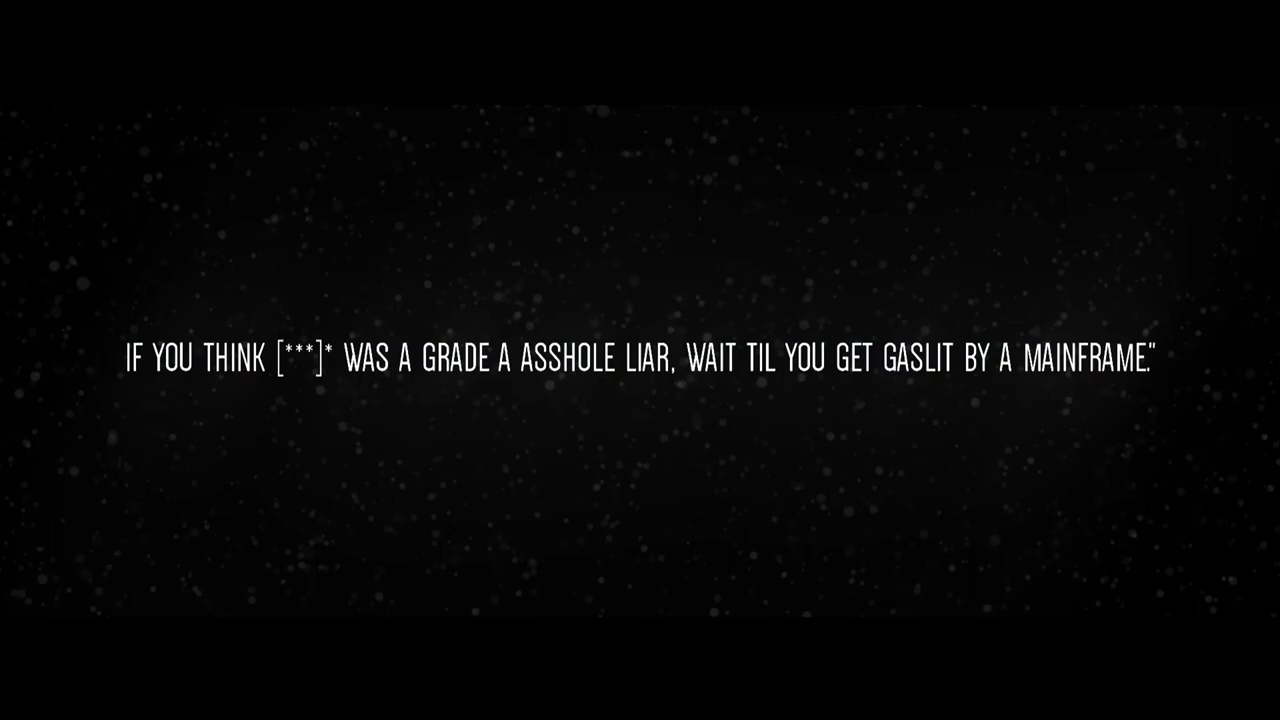 IF YOU THINK [***]* WAS A GRADE A ASSHOLE LIAR, WAIT TIL YOU GET GASLIT BY A MAINFRAME."